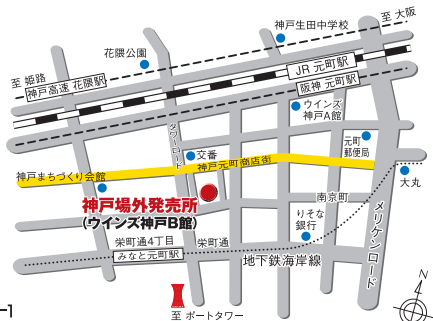 至 大阪
神戸生田中学校
花隈公園
至 姫路
神戸高速 花隈駅
JR 元町駅
阪神 元町駅
ウインズ
神戸A館
タワーロード
交番
元町
郵便局
神戸元町商店街
神戸まちづくり会館
大丸
神戸場外発売所
(ウインズ神戸B館)
南京町
メリケンロード
りそな
銀行
栄町通4丁目
栄町通
みなと元町駅
地下鉄海岸線
N
至 ポートタワー
-1